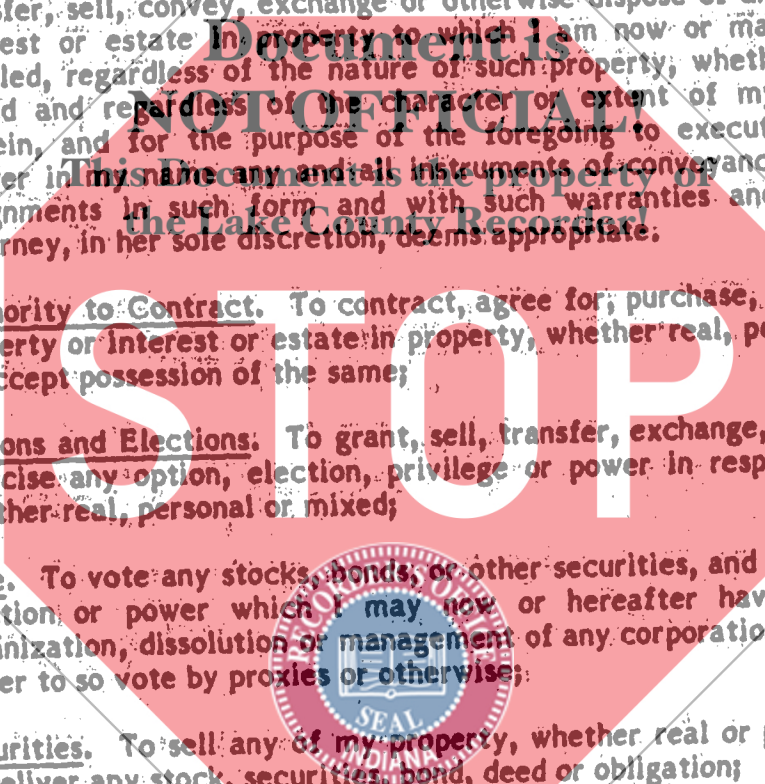 sfer, sell, convey, exchange or otherwise dispose of
Document is
est or estate in property to which I am now or
led, regardless of the nature of such property, wheth
d and regardless of the character or extent of my
NOT OFFICIAL!
ein, and for the purpose of the foregoing to execut
er in my name any and all instruments of conveyanc
This Document is the property of
gnments in such form and with such warranties and
the Lake County Recorder!
rney, in her sole discretion, deems appropriate.
hority to Contract. To contract, agree for, purchase,
erty or interest or estate in property, whether real, pe
ccept possession of the same;
STOP
ons and Elections. To grant, sell, transfer, exchange,
cise any option, election, privilege or power in resp
ther real, personal or mixed;
e. To vote any stocks, bonds, or other securities, and
tion or power which I may now or hereafter hav
nization, dissolution or management of any corporatio
er to so vote by proxies or otherwise;
RECORDER'S OFFICE
SEAL
INDIANA
urities. To sell any of my property, whether real or
eliver any stock, securities, bond, deed or obligation;